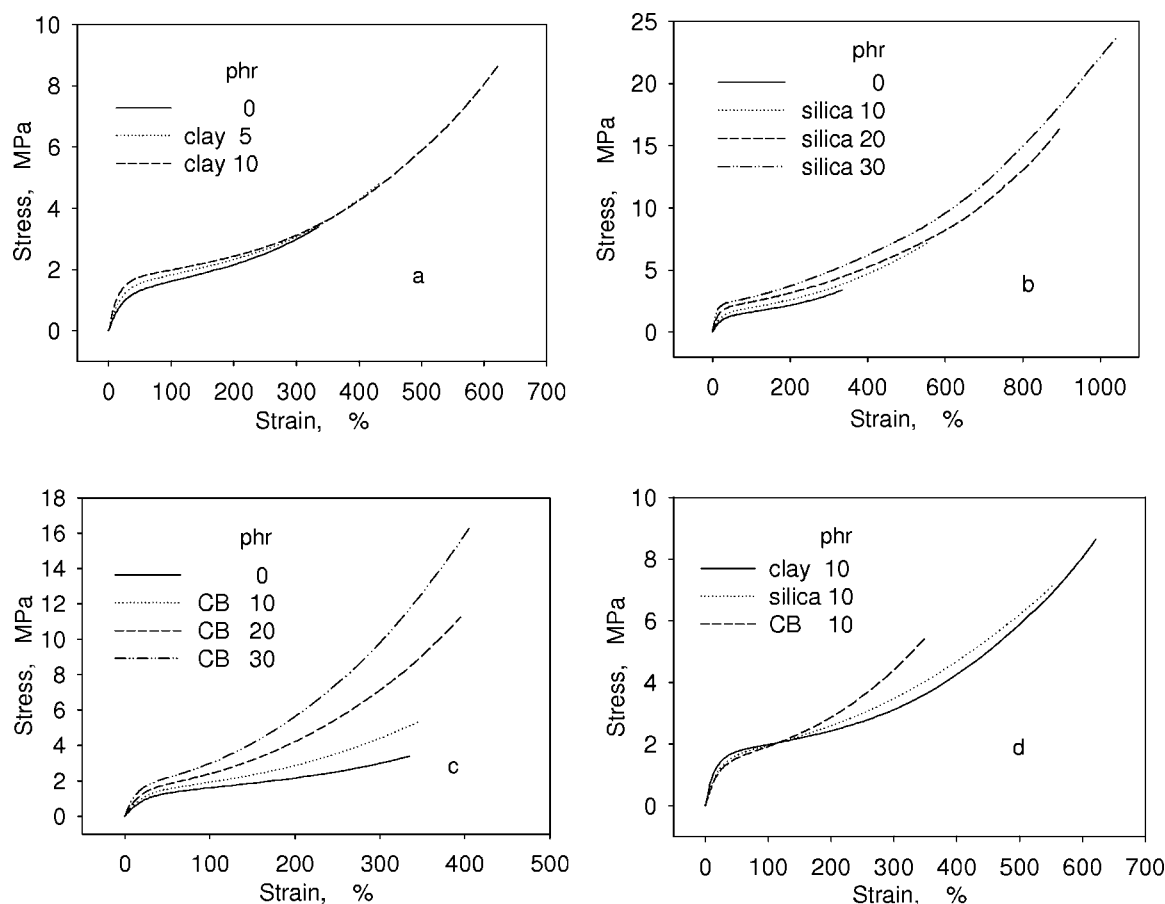 10
8
6
4
2
0
Stress, MPa
phr
0
clay 5
clay 10
a
0 100 200 300 400 500 600 700
Strain, %
25
20
15
10
5
0
Stress, MPa
phr
0
silica 10
silica 20
silica 30
b
0 200 400 600 800 1000
Strain, %
18
16
14
12
10
8
6
4
2
0
Stress, MPa
phr
0
CB 10
CB 20
CB 30
c
0 100 200 300 400 500
Strain, %
10
8
6
4
2
0
Stress, MPa
phr
clay 10
silica 10
CB 10
d
0 100 200 300 400 500 600 700
Strain, %